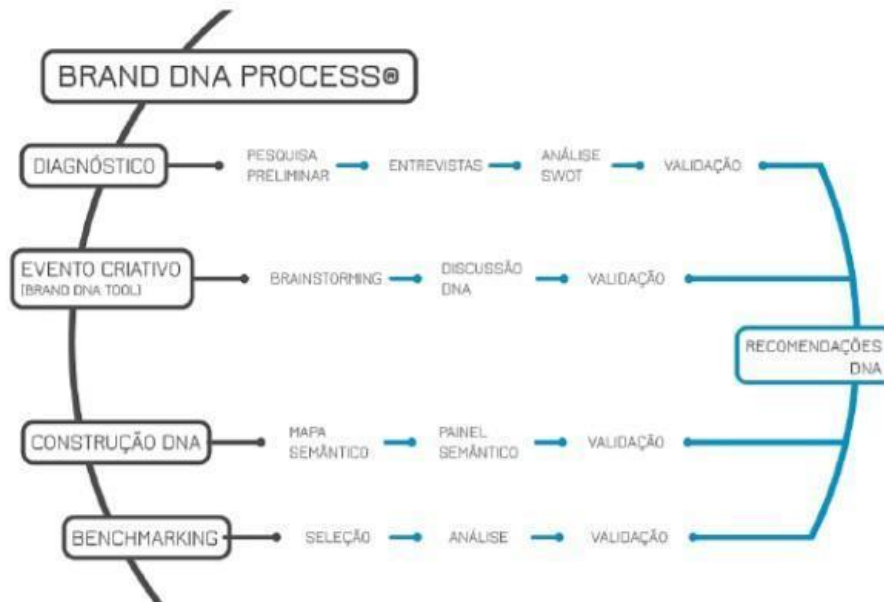 BRAND DNA PROCESS®
DIAGNÓSTICO
PESQUISA
PRELIMINAR
ENTREVISTAS
ANÁLISE
SWOT
VALIDAÇÃO
EVENTO CRIATIVO
[BRAND DNA TOOL]
BRAINSTORMING
DISCUSSÃO
DNA
VALIDAÇÃO
RECOMENDAÇÕES
DNA
CONSTRUÇÃO DNA
MAPA
SEMÂNTICO
PAINEL
SEMÂNTICO
VALIDAÇÃO
BENCHMARKING
SELEÇÃO
ANÁLISE
VALIDAÇÃO